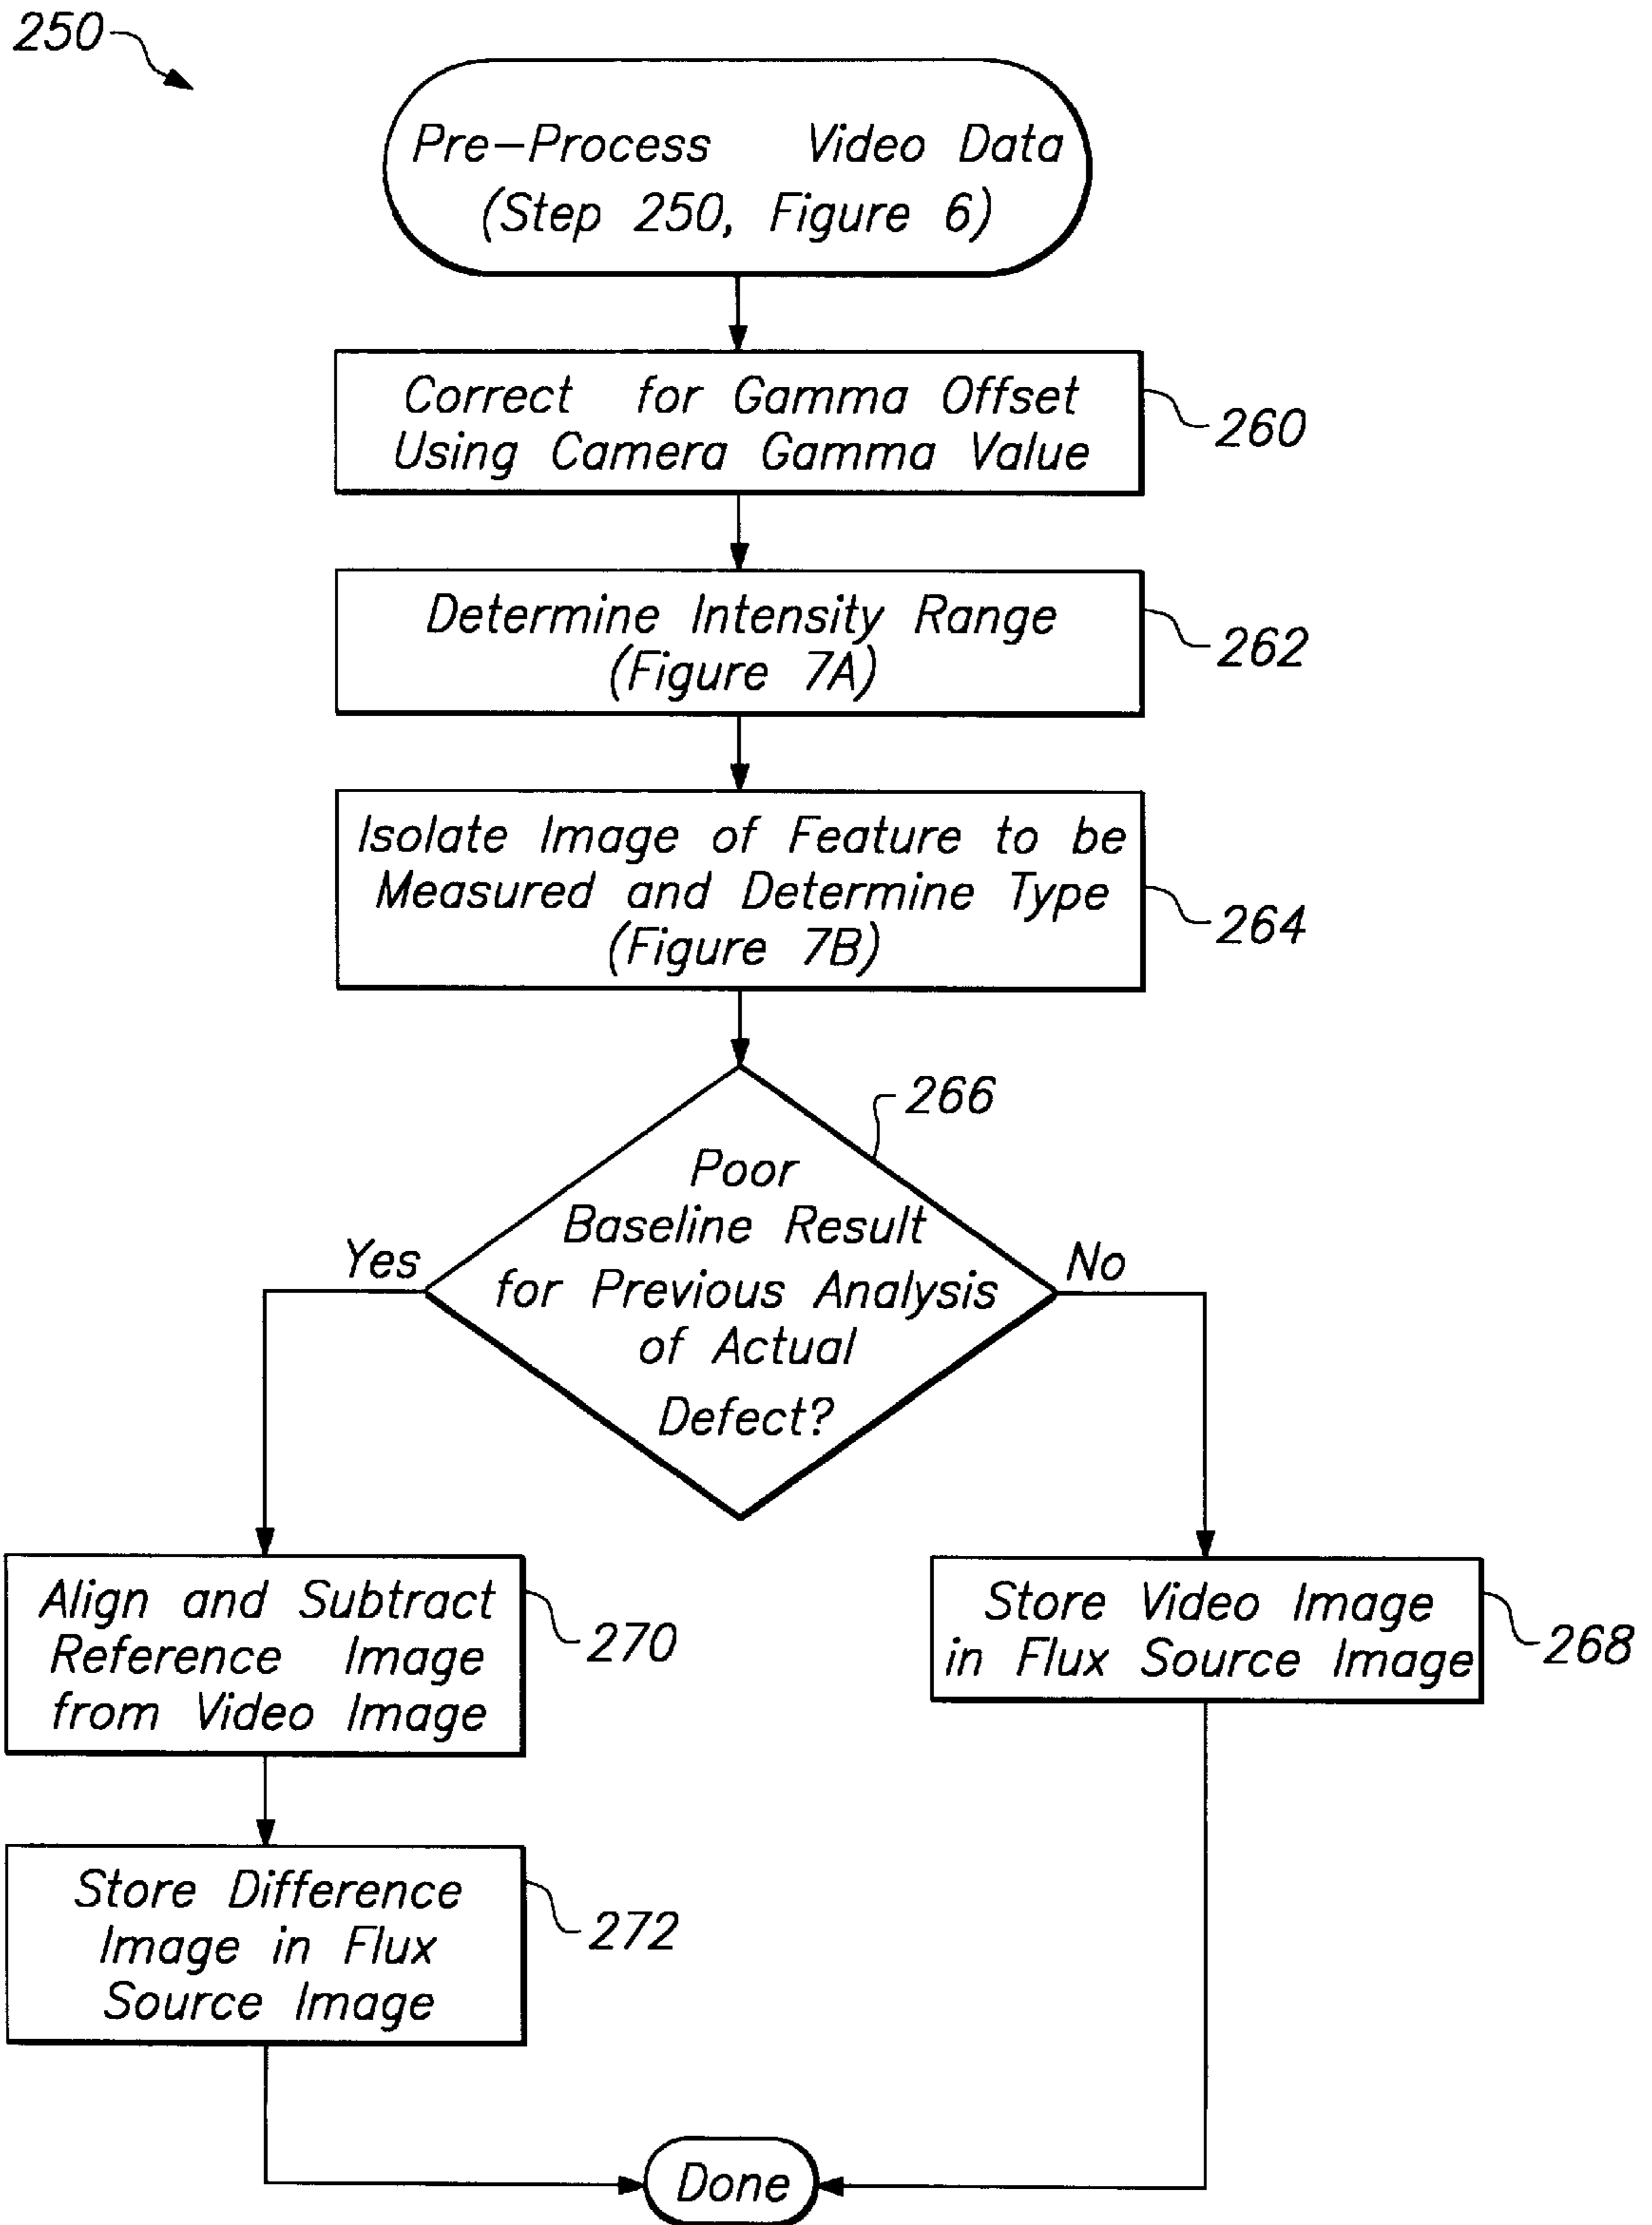 250
Pre-Process Video Data
(Step 250, Figure 6)
Correct for Gamma Offset
Using Camera Gamma Value
260
Determine Intensity Range
(Figure 7A)
262
Isolate Image of Feature to be
Measured and Determine Type
(Figure 7B)
264
266
Poor
Baseline Result
for Previous Analysis
of Actual
Defect?
Yes
No
Align and Subtract
Reference Image
from Video Image
270
Store Video Image
in Flux Source Image
268
Store Difference
Image in Flux
Source Image
272
Done